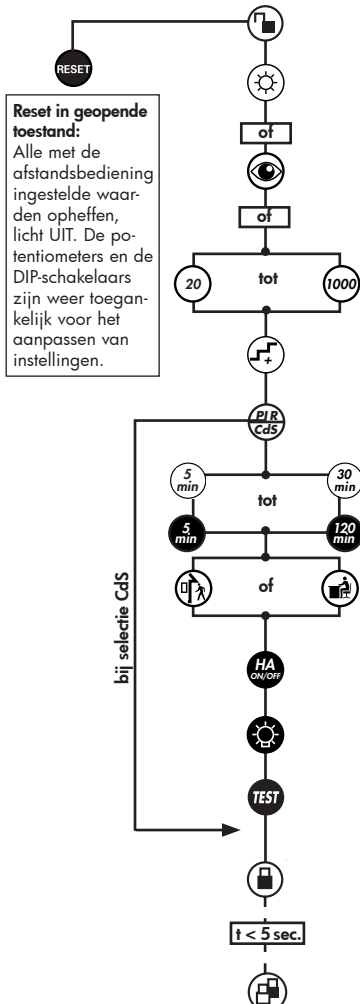 RESET
Reset in geopende
toestand:
Alle met de
afstandsbediening
ingestelde waar-
den opheffen,
licht UIT. De po-
tentiometers en de
DIP-schakelaars
zijn weer toegan-
kelijk voor het
aanpassen van
instellingen.
of
of
20
tot
1000
+
PIR
CdS
5
min
30
min
tot
5
min
120
min
of
bij selectie CdS
HA
ON/OFF
TEST
t < 5 sec.